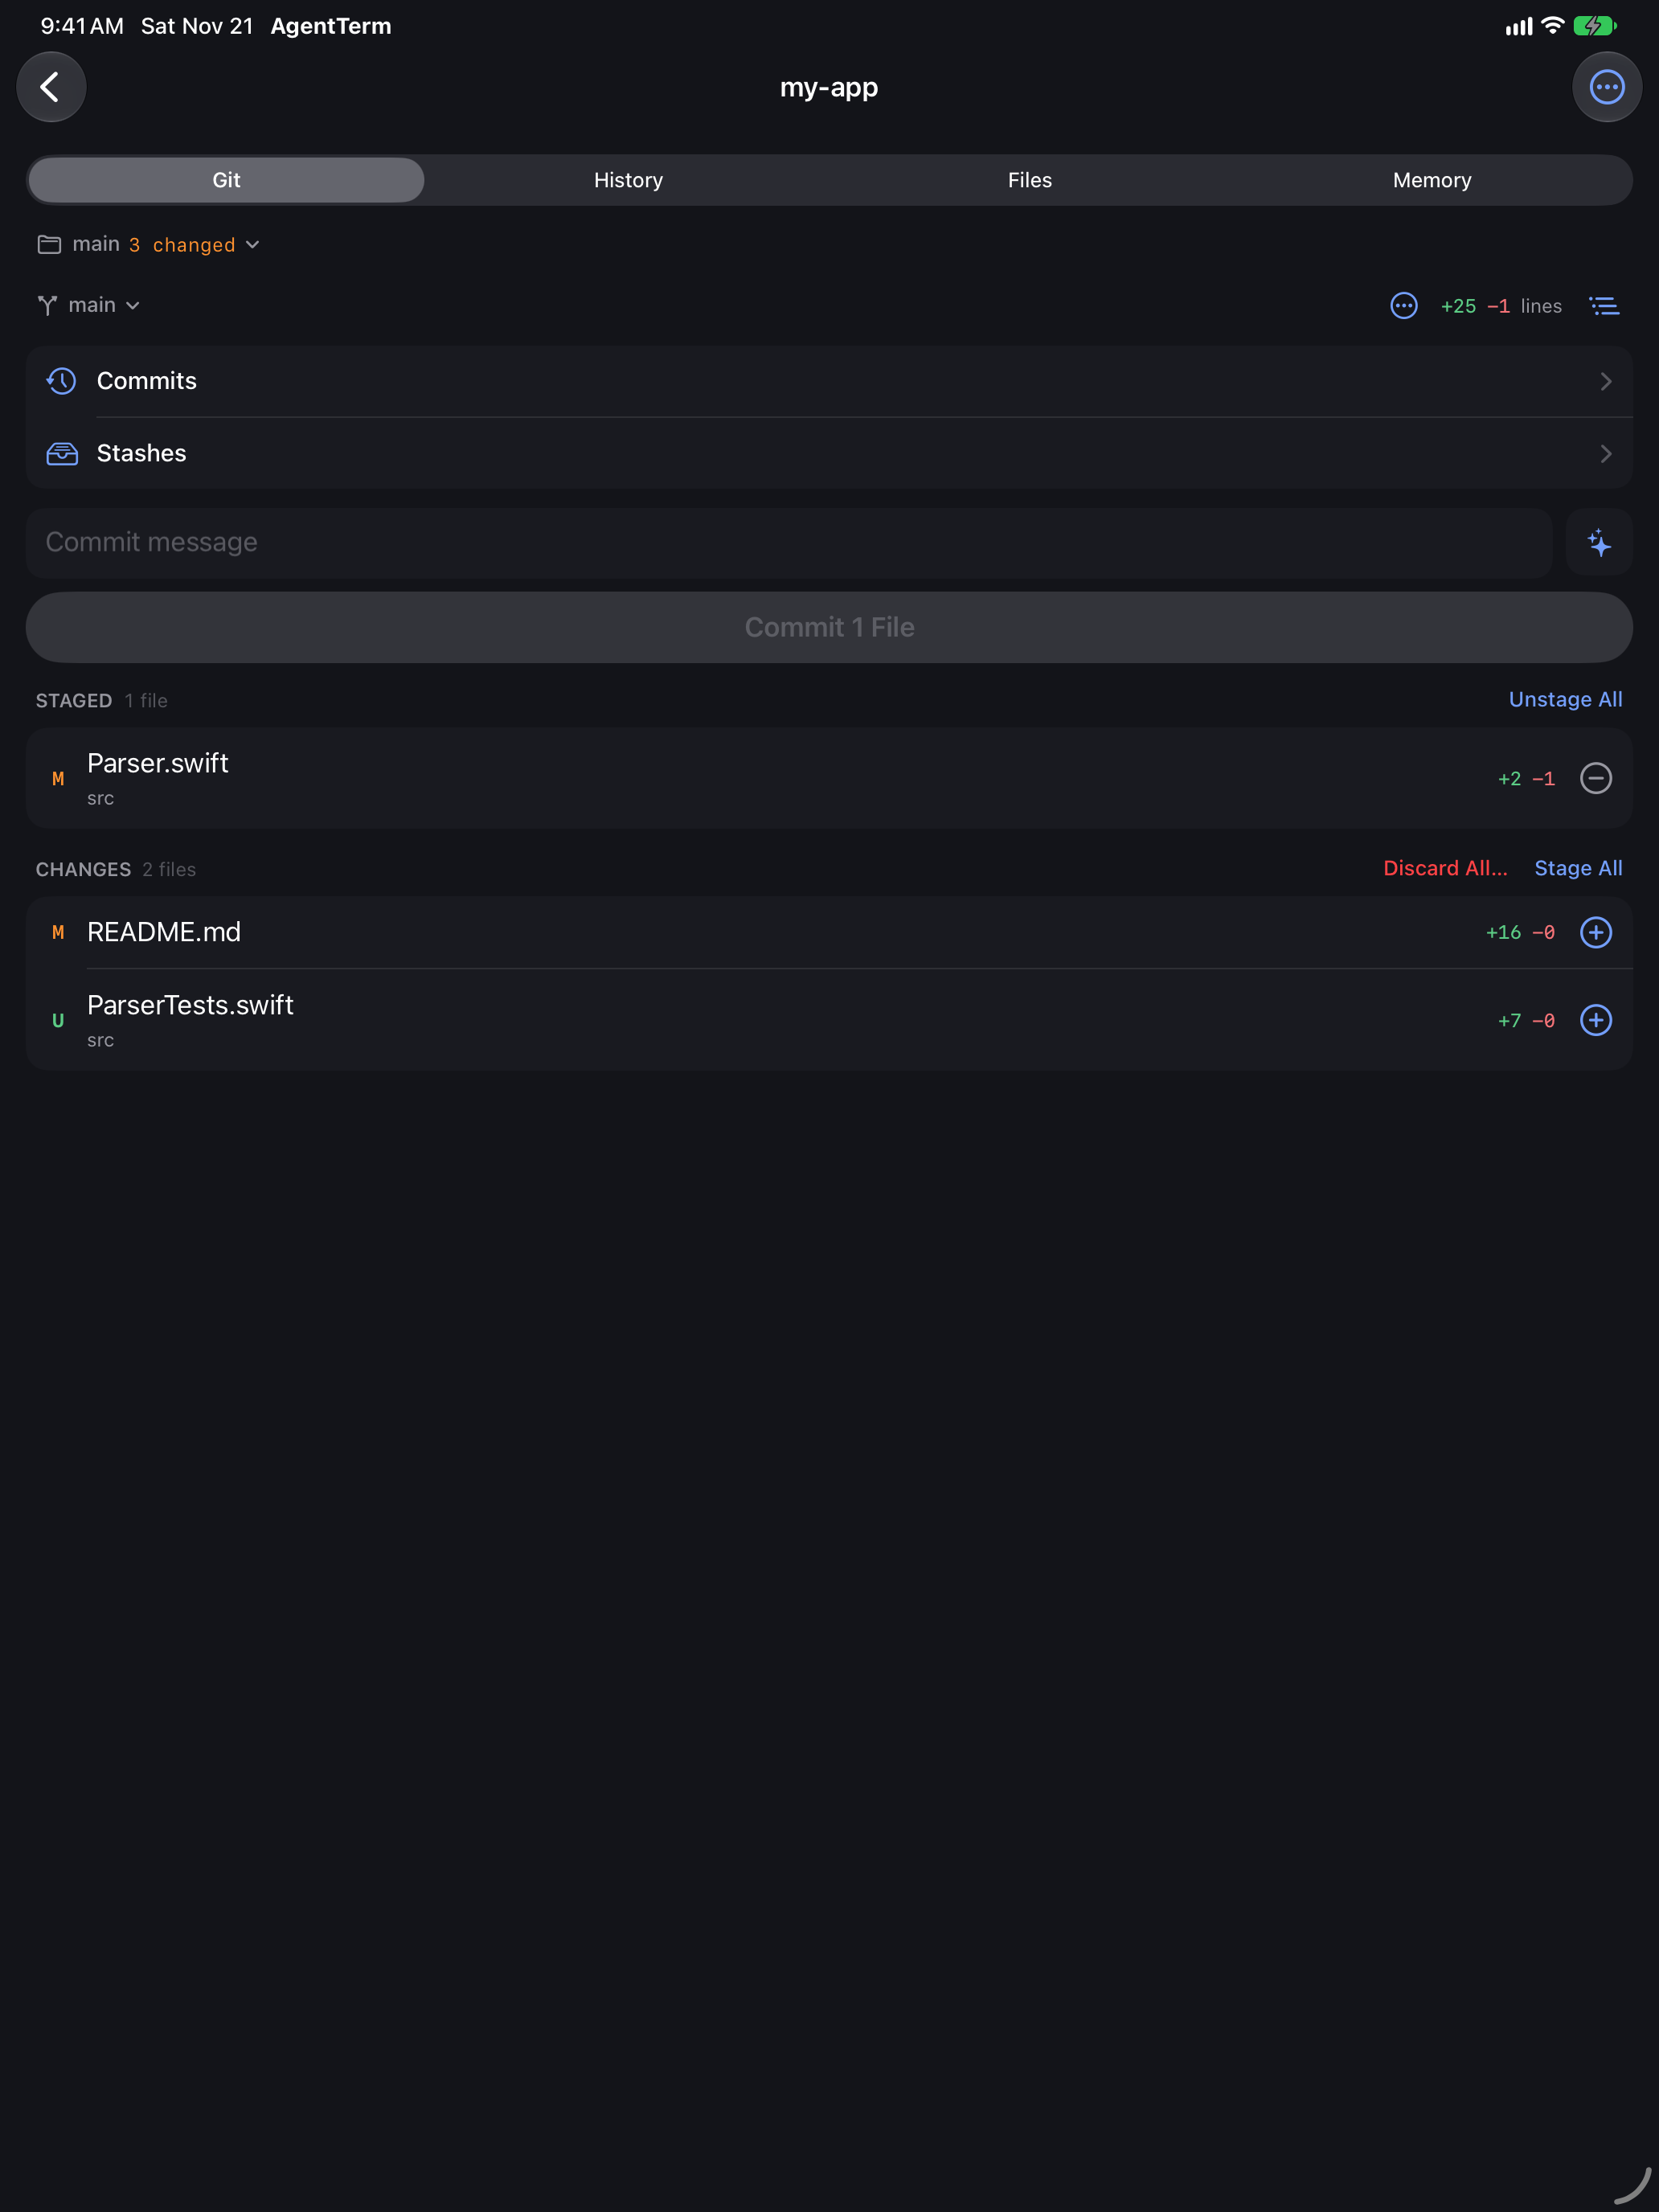 9:41 AM Sat Nov 21 AgentTerm
my-app
Git History Files Memory
main 3 changed
main +25 −1 lines
Commits
Stashes
Commit message
Commit 1 File
STAGED 1 file Unstage All
M Parser.swift +2 −1
src
CHANGES 2 files Discard All... Stage All
M README.md +16 −0
U ParserTests.swift +7 −0
src